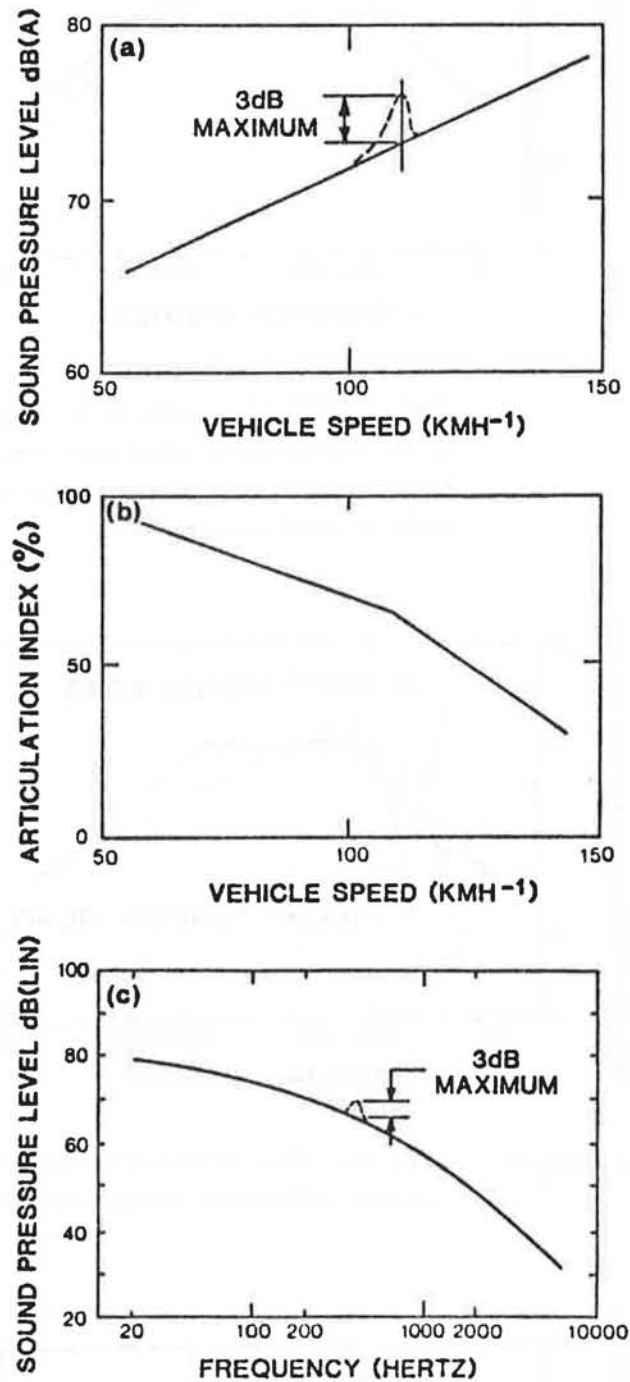 80
(a)
3dB
MAXIMUM
70
60
50
100
150
SOUND PRESSURE LEVEL dB(A)
VEHICLE SPEED (KMH⁻¹)
100
(b)
50
0
50
100
150
ARTICULATION INDEX (%)
VEHICLE SPEED (KMH⁻¹)
100
(c)
80
3dB
MAXIMUM
60
40
20
20
100
200
1000
2000
10000
SOUND PRESSURE LEVEL dB(LIN)
FREQUENCY (HERTZ)